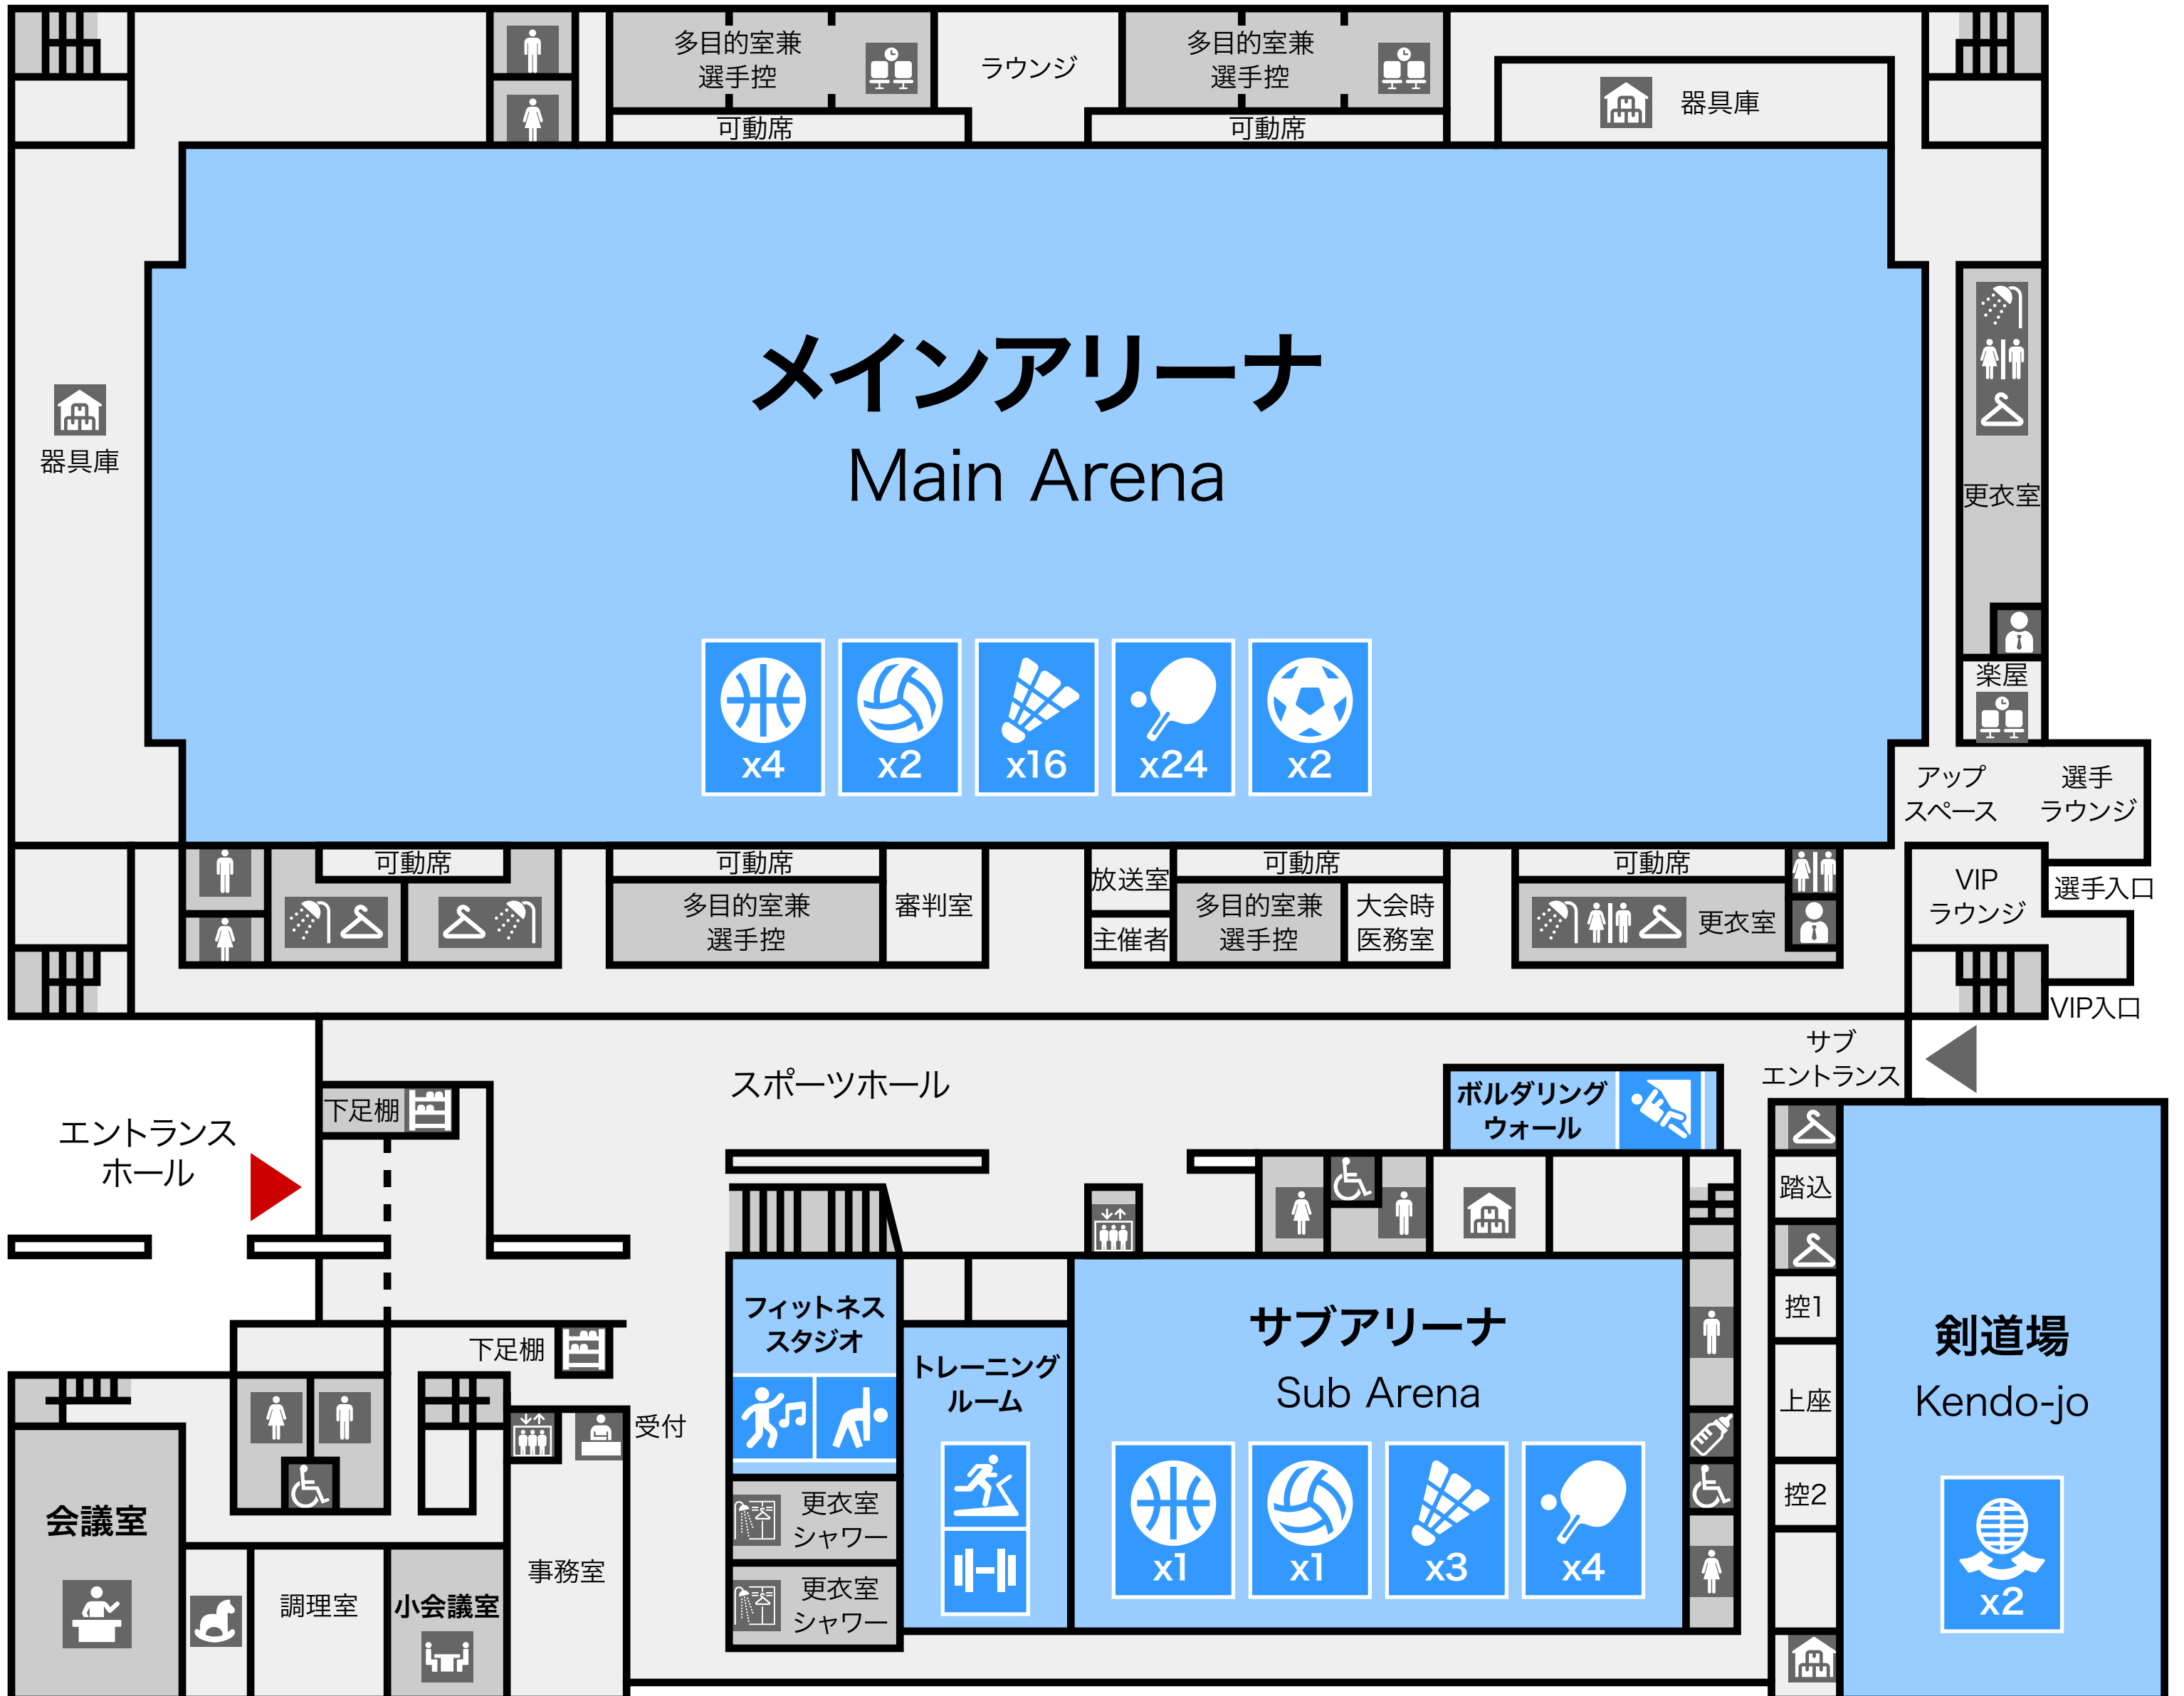 多目的室兼
選手控
ラウンジ
多目的室兼
選手控
器具庫
可動席
可動席
メインアリーナ
Main Arena
器具庫
更衣室
楽屋
x4
x2
x16
x24
x2
アップ
スペース
選手
ラウンジ
可動席
可動席
放送室
可動席
可動席
多目的室兼
選手控
審判室
主催者
多目的室兼
選手控
大会時
医務室
更衣室
VIP
ラウンジ
選手入口
VIP入口
サブ
エントランス
スポーツホール
下足棚
エントランス
ホール
ボルダリング
ウォール
踏込
控1
上座
控2
剣道場
Kendo-jo
x2
フィットネス
スタジオ
トレーニング
ルーム
サブアリーナ
Sub Arena
x1
x1
x3
x4
下足棚
受付
更衣室
シャワー
更衣室
シャワー
会議室
調理室
小会議室
事務室